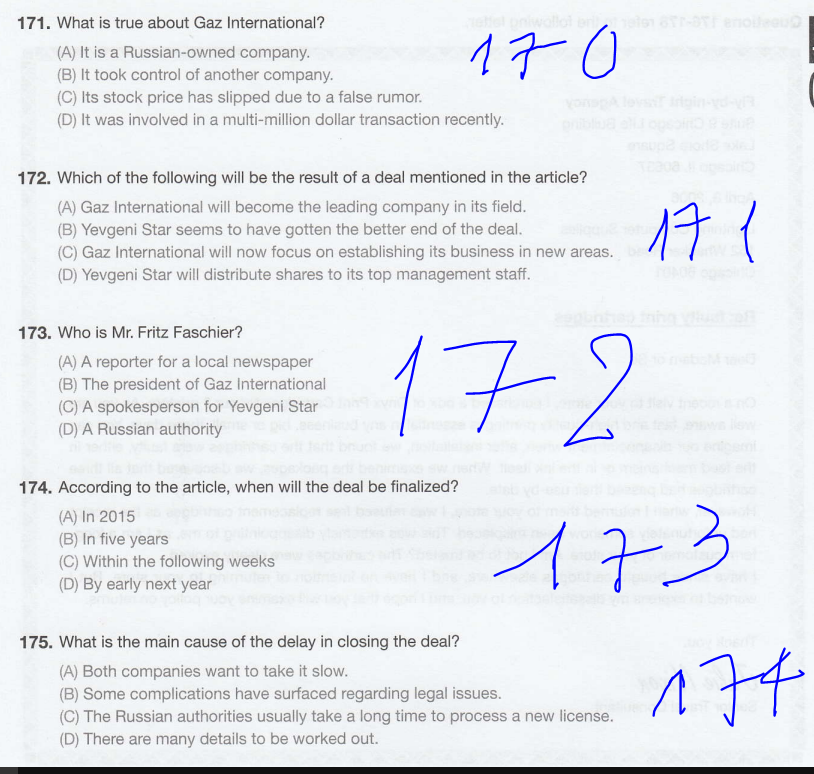 171. What is true about Gaz International?
170
(A) It is a Russian-owned company.
(B) It took control of another company.
(C) Its stock price has slipped due to a false rumor.
(D) It was involved in a multi-million dollar transaction recently.
172. Which of the following will be the result of a deal mentioned in the article?
171
(A) Gaz International will become the leading company in its field.
(B) Yevgeni Star seems to have gotten the better end of the deal.
(C) Gaz International will now focus on establishing its business in new areas.
(D) Yevgeni Star will distribute shares to its top management staff.
173. Who is Mr. Fritz Faschier?
172
(A) A reporter for a local newspaper
(B) The president of Gaz International
(C) A spokesperson for Yevgeni Star
(D) A Russian authority
174. According to the article, when will the deal be finalized?
173
(A) In 2015
(B) In five years
(C) Within the following weeks
(D) By early next year
175. What is the main cause of the delay in closing the deal?
174
(A) Both companies want to take it slow.
(B) Some complications have surfaced regarding legal issues.
(C) The Russian authorities usually take a long time to process a new license.
(D) There are many details to be worked out.